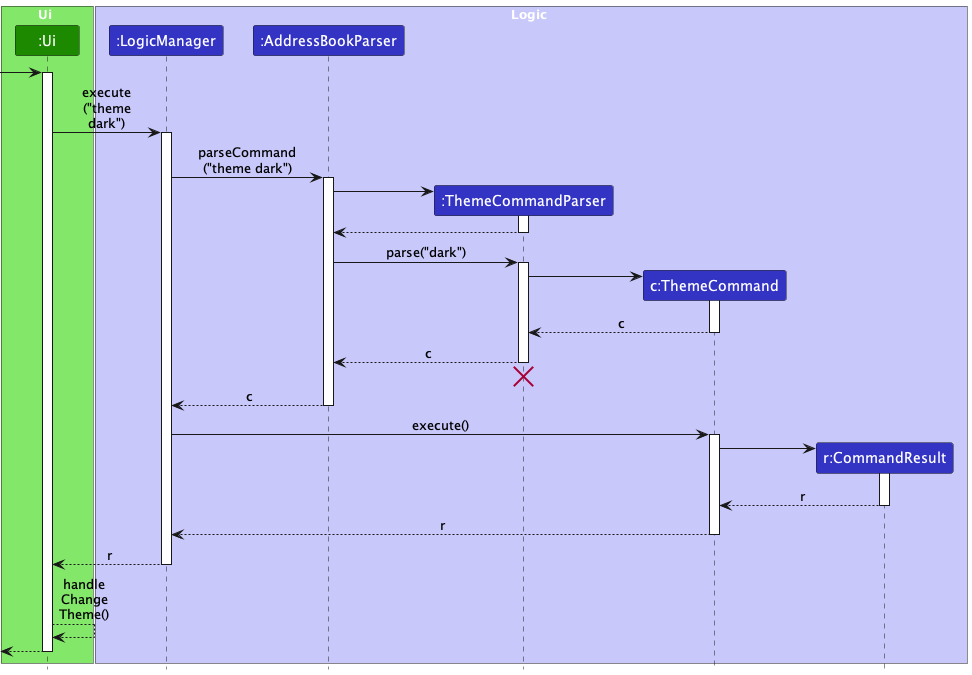 Ui
Logic
:Ui
:LogicManager
:AddressBookParser
execute
("theme
dark")
parseCommand
("theme dark")
:ThemeCommandParser
parse("dark")
c:ThemeCommand
c
c
c
execute()
r:CommandResult
r
r
r
handle
Change
Theme()